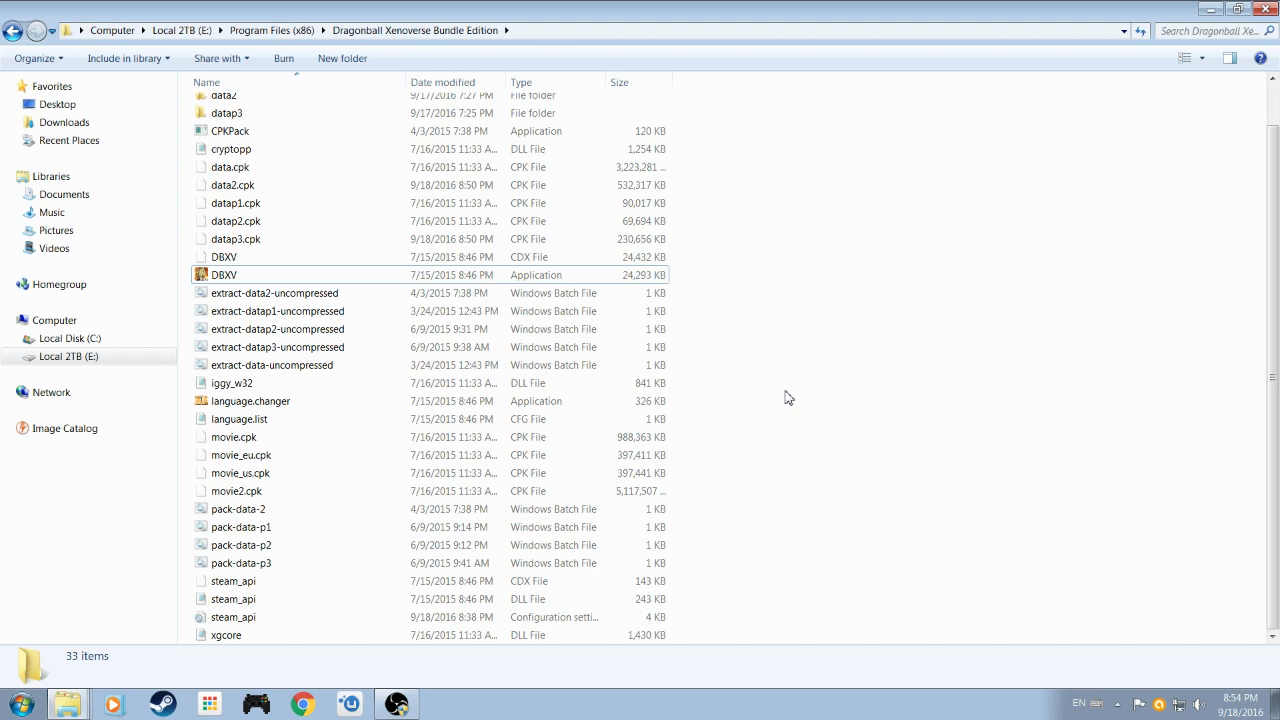 Computer Local 2TB (E:) Program Files (x86) Dragonball Xenoverse Bundle Edition Search Dragonball Xe...
Organize Include in library Share with Burn New folder
Name Date modified Type Size
Favorites
Desktop
Downloads
Recent Places
Libraries
Documents
Music
Pictures
Videos
Homegroup
Computer
Local Disk (C:)
Local 2TB (E:)
Network
Image Catalog
data2 9/17/2016 7:27 PM File folder
datap3 9/17/2016 7:25 PM File folder
CPKPack 4/3/2015 7:38 PM Application 120 KB
cryptopp 7/16/2015 11:33 A... DLL File 1,254 KB
data.cpk 7/16/2015 11:33 A... CPK File 3,223,281 ...
data2.cpk 9/18/2016 8:50 PM CPK File 532,317 KB
datap1.cpk 7/16/2015 11:33 A... CPK File 90,017 KB
datap2.cpk 7/16/2015 11:33 A... CPK File 69,694 KB
datap3.cpk 9/18/2016 8:50 PM CPK File 230,656 KB
DBXV 7/15/2015 8:46 PM CDX File 24,432 KB
DBXV 7/15/2015 8:46 PM Application 24,293 KB
extract-data2-uncompressed 4/3/2015 7:38 PM Windows Batch File 1 KB
extract-datap1-uncompressed 3/24/2015 12:43 PM Windows Batch File 1 KB
extract-datap2-uncompressed 6/9/2015 9:31 PM Windows Batch File 1 KB
extract-datap3-uncompressed 6/9/2015 9:38 AM Windows Batch File 1 KB
extract-data-uncompressed 3/24/2015 12:43 PM Windows Batch File 1 KB
iggy_w32 7/16/2015 11:33 A... DLL File 841 KB
language.changer 7/15/2015 8:46 PM Application 326 KB
language.list 7/15/2015 8:46 PM CFG File 1 KB
movie.cpk 7/16/2015 11:33 A... CPK File 988,363 KB
movie_eu.cpk 7/16/2015 11:33 A... CPK File 397,411 KB
movie_us.cpk 7/16/2015 11:33 A... CPK File 397,441 KB
movie2.cpk 7/16/2015 11:33 A... CPK File 5,117,507 ...
pack-data-2 4/3/2015 7:38 PM Windows Batch File 1 KB
pack-data-p1 6/9/2015 9:14 PM Windows Batch File 1 KB
pack-data-p2 6/9/2015 9:12 PM Windows Batch File 1 KB
pack-data-p3 6/9/2015 9:41 AM Windows Batch File 1 KB
steam_api 7/15/2015 8:46 PM CDX File 143 KB
steam_api 7/15/2015 8:46 PM DLL File 243 KB
steam_api 9/18/2016 8:38 PM Configuration setti... 4 KB
xgcore 7/16/2015 11:33 A... DLL File 1,430 KB
33 items
EN 8:54 PM
9/18/2016